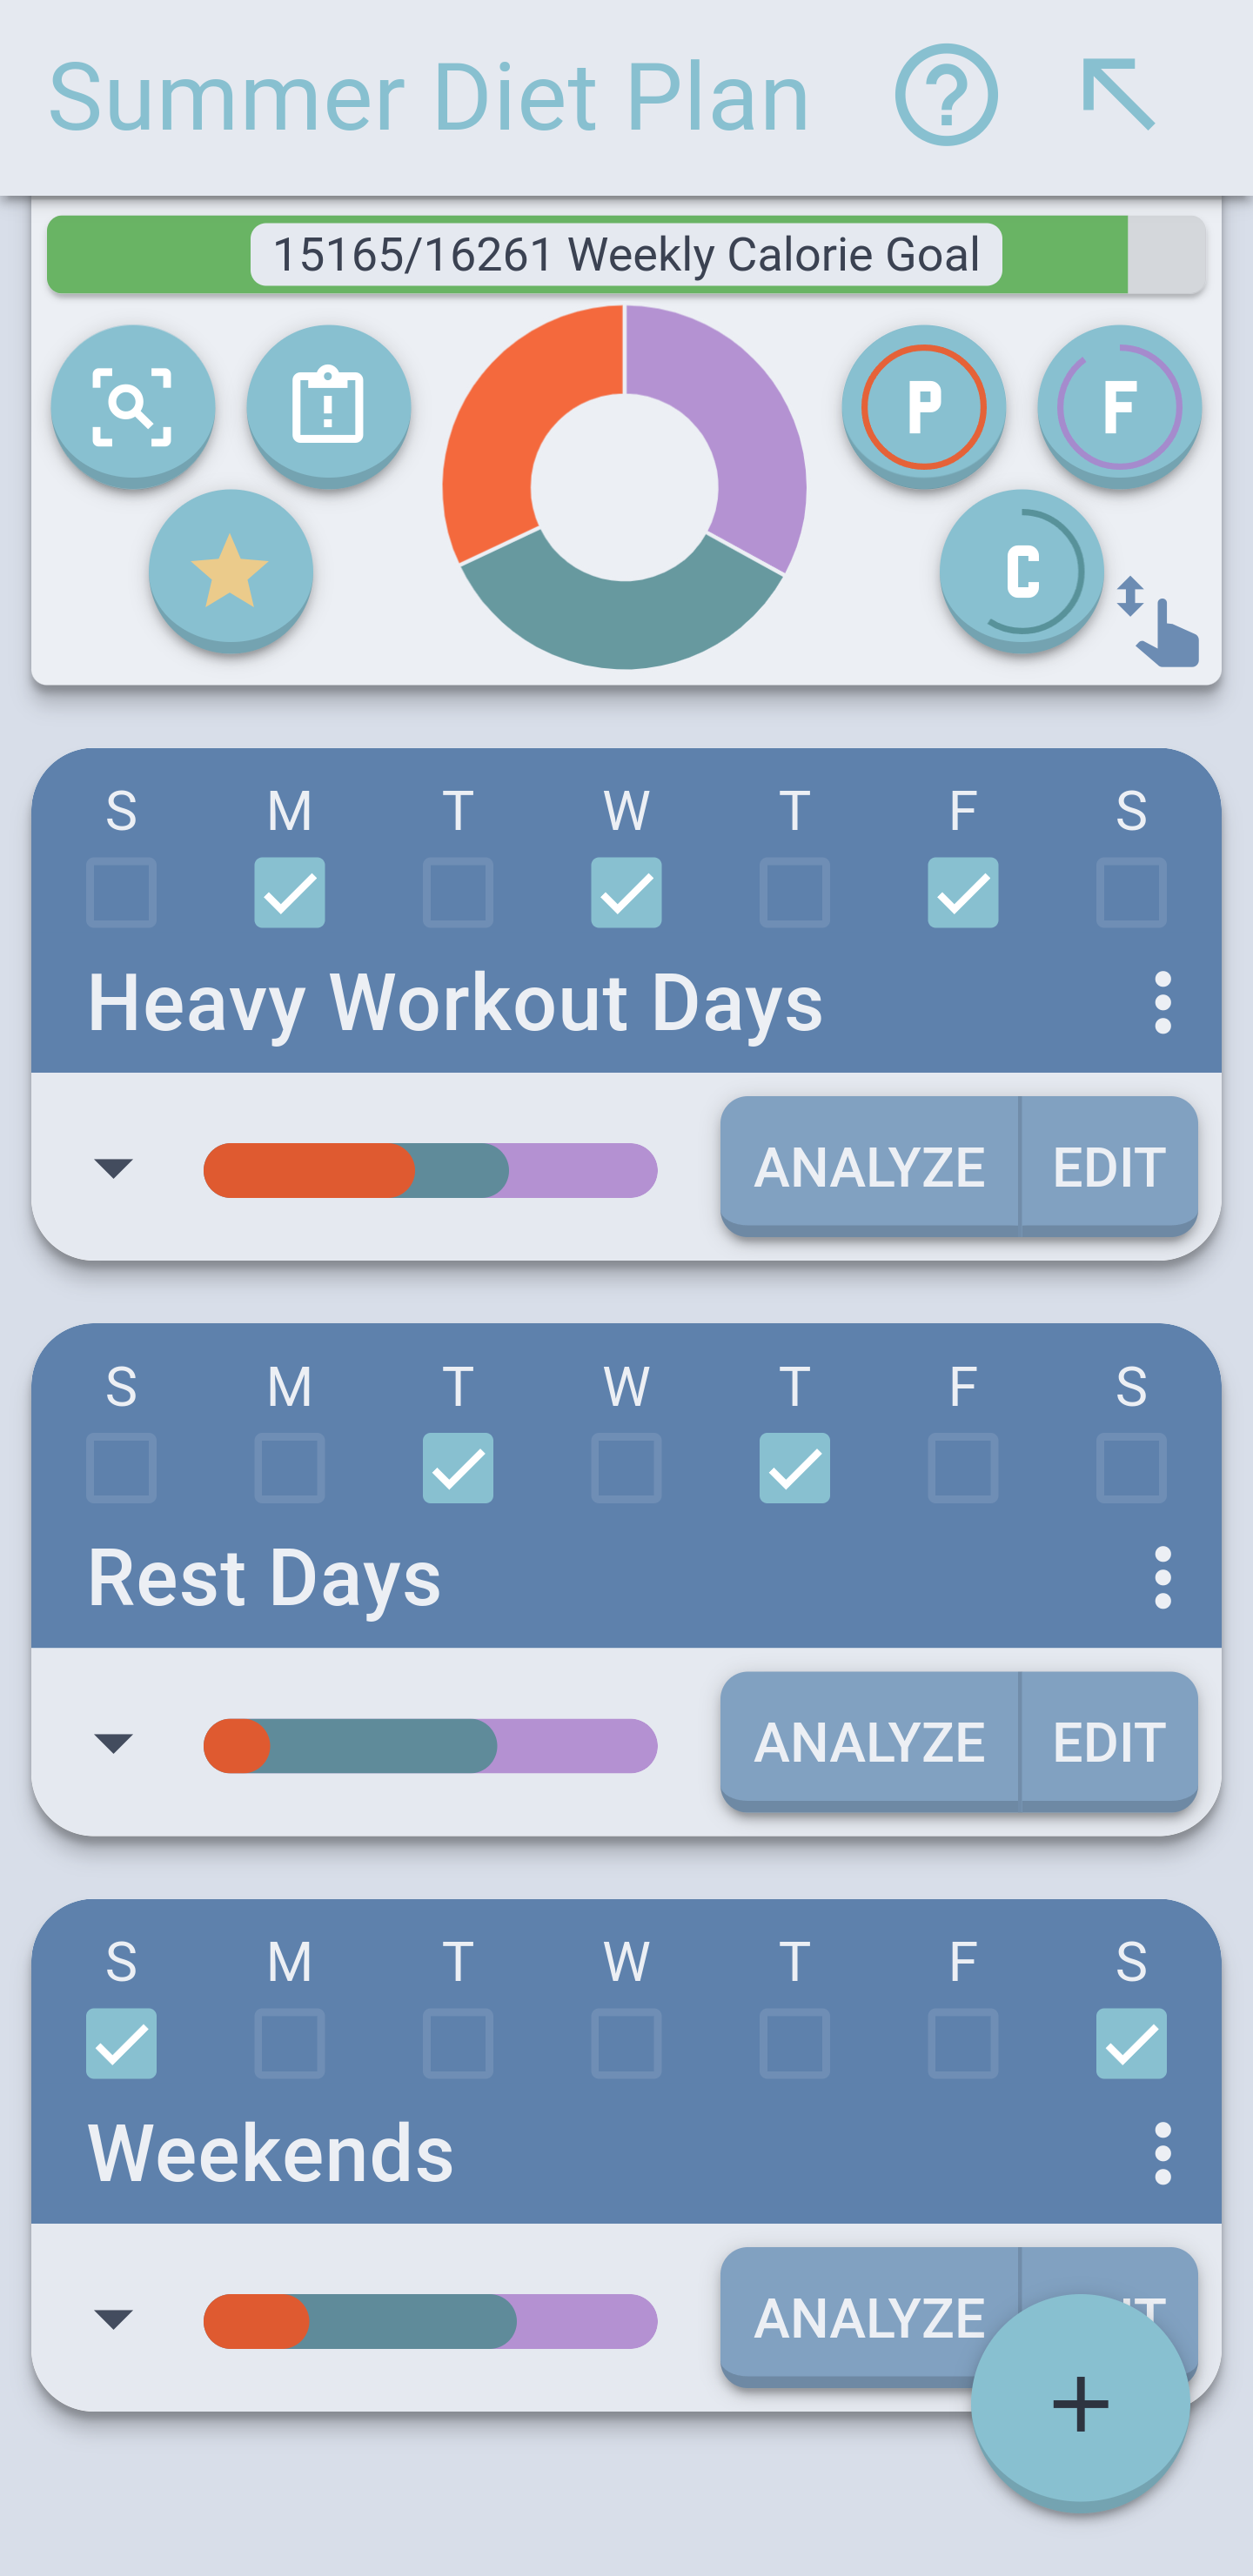 Summer Diet Plan ?
15165/16261 Weekly Calorie Goal
P F
C
S M T W T F S
Heavy Workout Days
ANALYZE EDIT
S M T W T F S
Rest Days
ANALYZE EDIT
S M T W T F S
Weekends
ANALYZE
+